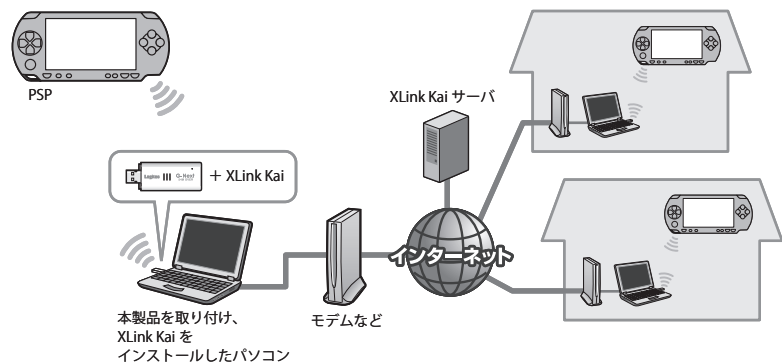 PSP
XLink Kai サーバ
Logitec G-Next
+ XLink Kai
インターネット
本製品を取り付け、
XLink Kai を
インストールしたパソコン
モデムなど